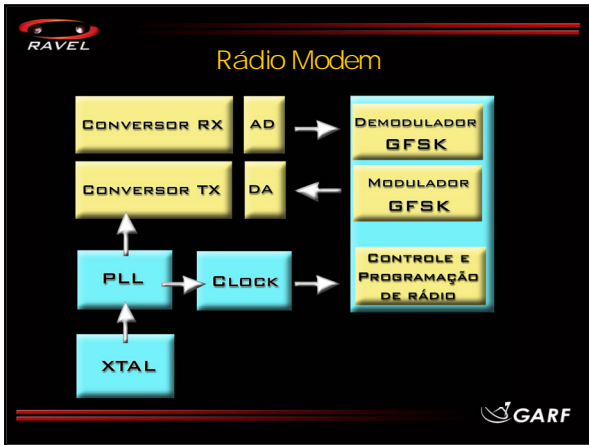 RAVEL
Rádio Modem
CONVERSOR RX
AD
DEMODULADOR
GFSK
CONVERSOR TX
DA
MODULADOR
GFSK
PLL
CLOCK
CONTROLE E
PROGRAMAÇÃO
DE RÁDIO
XTAL
GARF